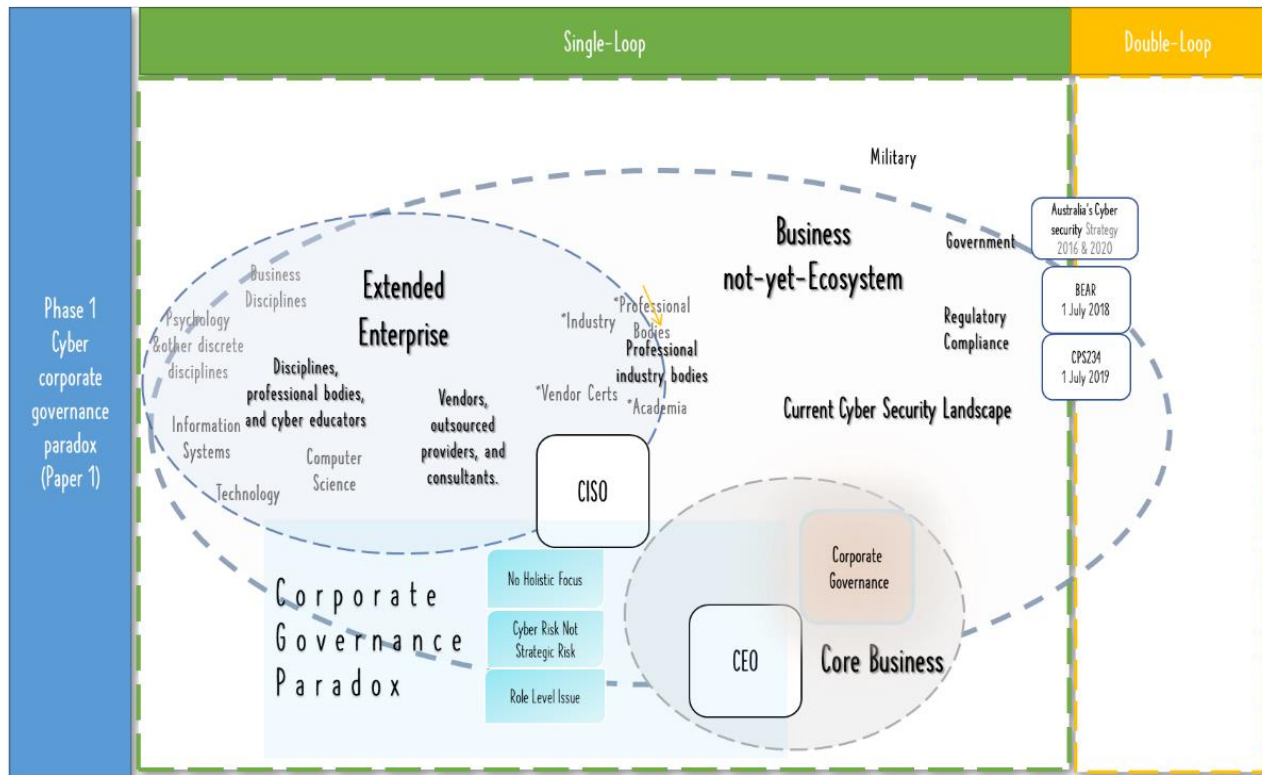 Single-Loop
Double-Loop
Phase 1
Cyber
corporate
governance
paradox
(Paper 1)
Military
Australia's Cyber
security Strategy
2016 & 2020
Government
Business
not-yet-Ecosystem
BEAR
1 July 2018
Regulatory
Compliance
CPS234
1 July 2019
Current Cyber Security Landscape
Business
Disciplines
Extended
Enterprise
Psychology
&other discrete
disciplines
*Industry
*Professional
Bodies
Professional
industry bodies
Disciplines,
professional bodies,
and cyber educators
Vendors,
outsourced
providers, and
consultants.
*Vendor Certs
*Academia
Information
Systems
Computer
Science
Technology
CISO
Corporate
Governance
Paradox
No Holistic Focus
Cyber Risk Not
Strategic Risk
Role Level Issue
Corporate
Governance
CEO
Core Business